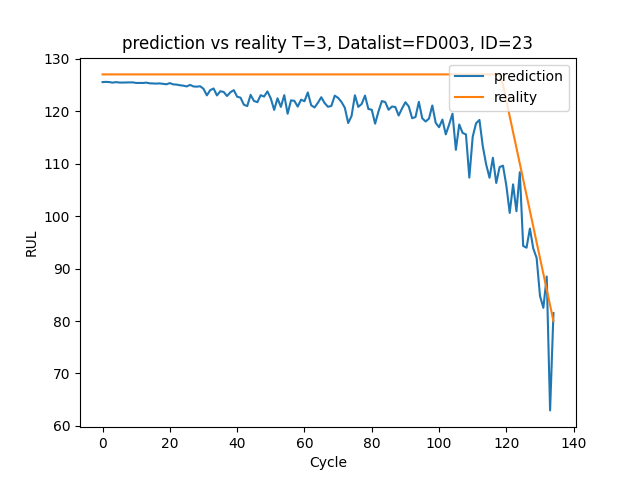 prediction vs reality T=3, Datalist=FD003, ID=23
130
120
110
100
90
80
70
60
RUL
prediction
reality
0 20 40 60 80 100 120 140
Cycle